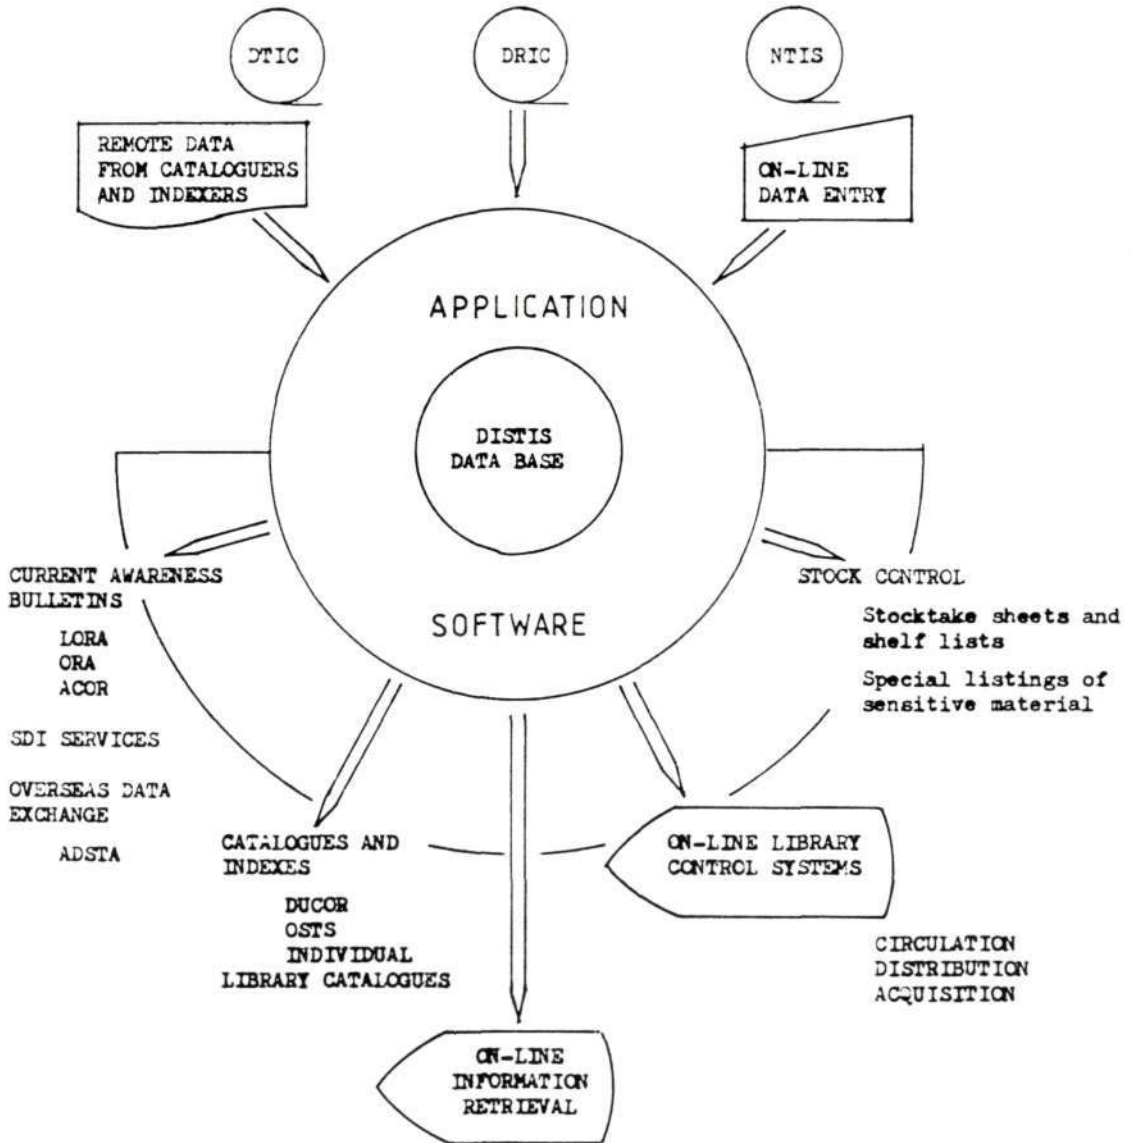 DTIC
DRIC
NTIS
REMOTE DATA
FROM CATALOGUERS
AND INDEXERS
ON-LINE
DATA ENTRY
APPLICATION
DISTIS
DATA BASE
SOFTWARE
CURRENT AWARENESS
BULLETINS
LORA
ORA
ACOR
SDI SERVICES
OVERSEAS DATA
EXCHANGE
ADSTA
STOCK CONTROL
Stocktake sheets and
shelf lists
Special listings of
sensitive material
CATALOGUES AND
INDEXES
DUCOR
OSTS
INDIVIDUAL
LIBRARY CATALOGUES
ON-LINE LIBRARY
CONTROL SYSTEMS
CIRCULATION
DISTRIBUTION
ACQUISITION
ON-LINE
INFORMATION
RETRIEVAL